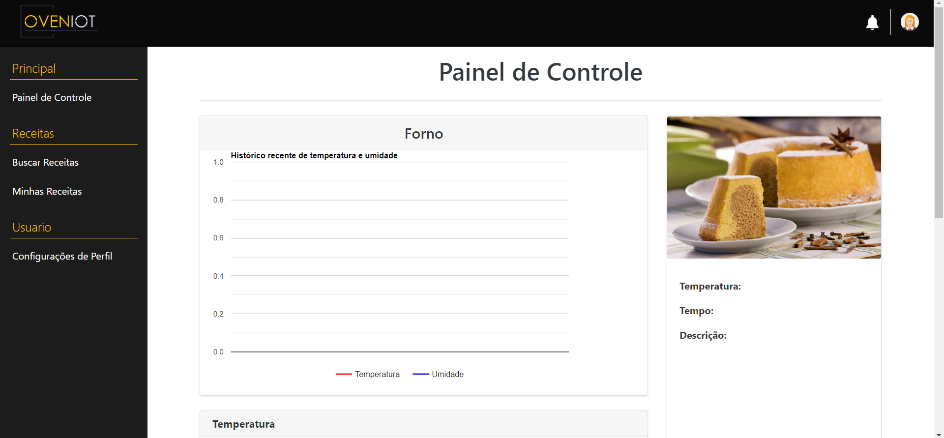 OVENIOT
Principal
Painel de Controle
Receitas
Buscar Receitas
Minhas Receitas
Usuario
Configurações de Perfil
Painel de Controle
Forno
Histórico recente de temperatura e umidade
1.0
0.8
0.6
0.4
0.2
0.0
Temperatura Umidade
Temperatura
Temperatura:
Tempo:
Descrição: